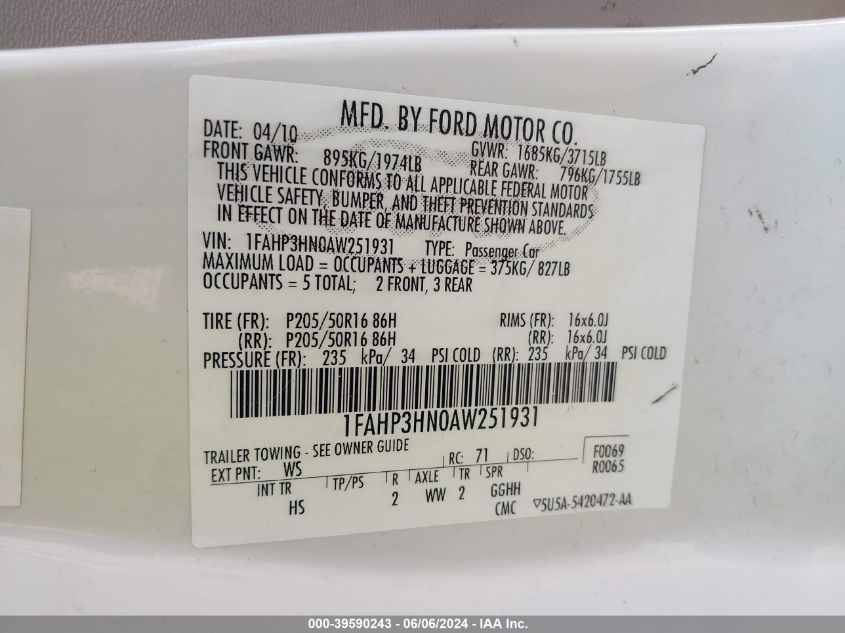 MFD. BY FORD MOTOR CO.
DATE: 04/10 GVWR: 1685KG/3715LB
FRONT GAWR: 895KG/1974LB REAR GAWR: 796KG/1755LB
THIS VEHICLE CONFORMS TO ALL APPLICABLE FEDERAL MOTOR
VEHICLE SAFETY, BUMPER, AND THEFT PREVENTION STANDARDS
IN EFFECT ON THE DATE OF MANUFACTURE SHOWN ABOVE.
VIN: 1FAHP3HN0AW251931 TYPE: Passenger Car
MAXIMUM LOAD = OCCUPANTS + LUGGAGE = 375KG/ 827LB
OCCUPANTS = 5 TOTAL; 2 FRONT, 3 REAR
TIRE (FR): P205/50R16 86H RIMS (FR): 16x6.0J
(RR): P205/50R16 86H (RR): 16x6.0J
PRESSURE (FR): 235 kPa/ 34 PSI COLD (RR): 235 kPa/ 34 PSI COLD
1FAHP3HN0AW251931
TRAILER TOWING - SEE OWNER GUIDE
EXT PNT: WS RC: 71 DSO: F0069
R0065
INT TR TP/PS R AXLE TR SPR
HS 2 WW 2 GGHH
CMC ▽5U5A-5420472-AA
000-39590243 - 06/06/2024 - IAA Inc.